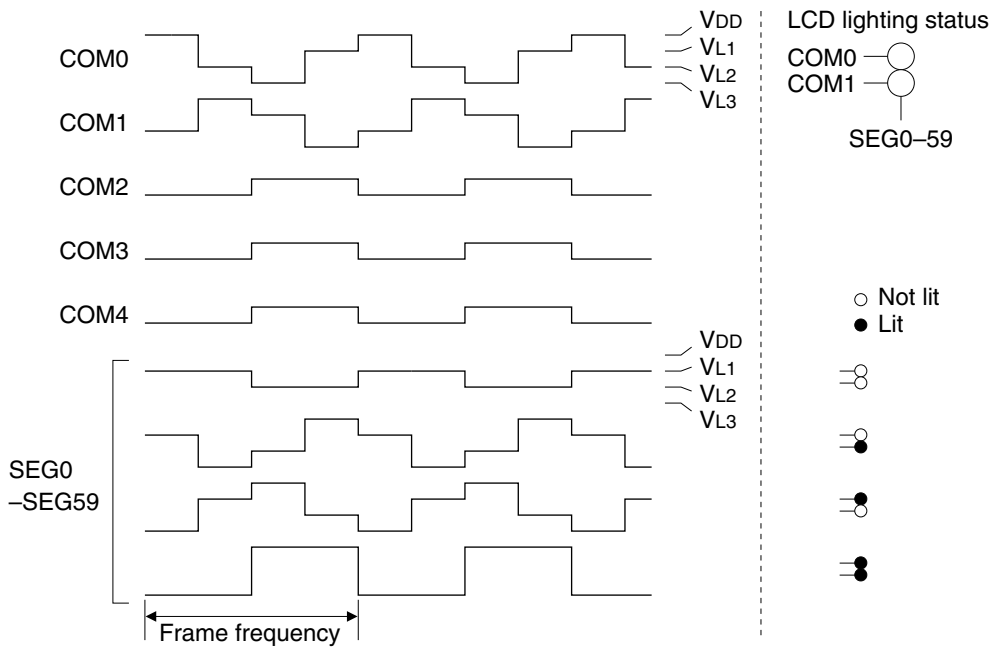 COM0
COM1
COM2
COM3
COM4
SEG0
–SEG59
VDD
VL1
VL2
VL3
VDD
VL1
VL2
VL3
Frame frequency
LCD lighting status
COM0
COM1
SEG0–59
Not lit
Lit